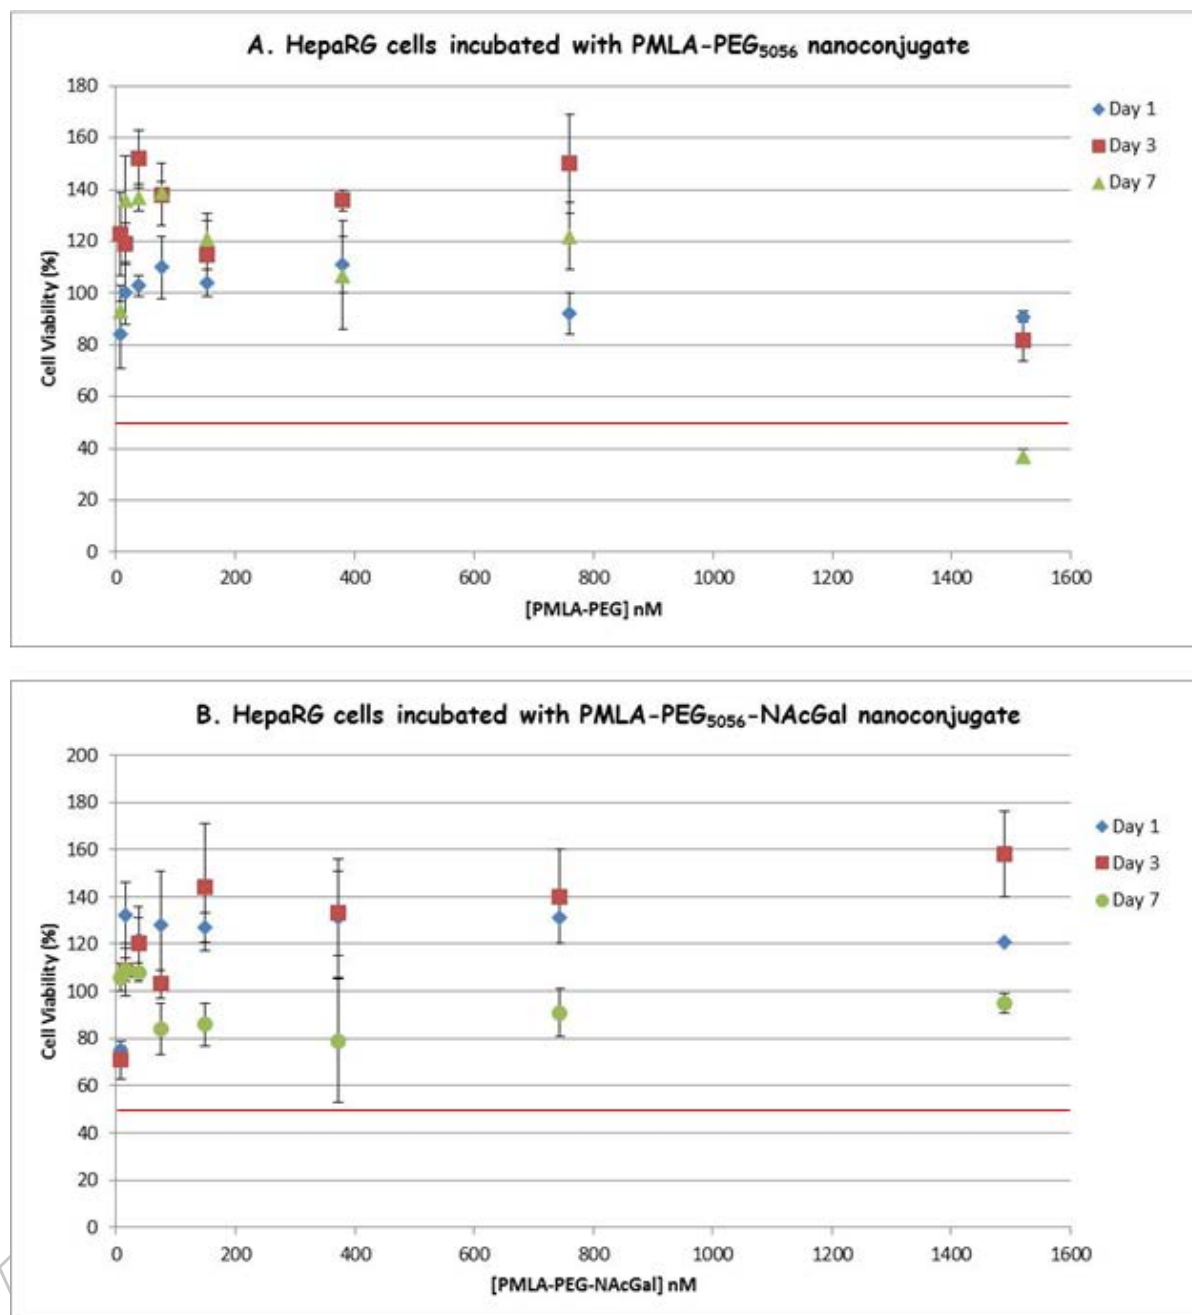 A. HepaRG cells incubated with PMLA-PEG₅₀₅₆ nanoconjugate
180
160
140
120
100
80
60
40
20
0
Cell Viability (%)
0 200 400 600 800 1000 1200 1400 1600
[PMLA-PEG] nM
Day 1
Day 3
Day 7
B. HepaRG cells incubated with PMLA-PEG₅₀₅₆-NAcGal nanoconjugate
200
180
160
140
120
100
80
60
40
20
0
Cell Viability (%)
0 200 400 600 800 1000 1200 1400 1600
[PMLA-PEG-NAcGal] nM
Day 1
Day 3
Day 7